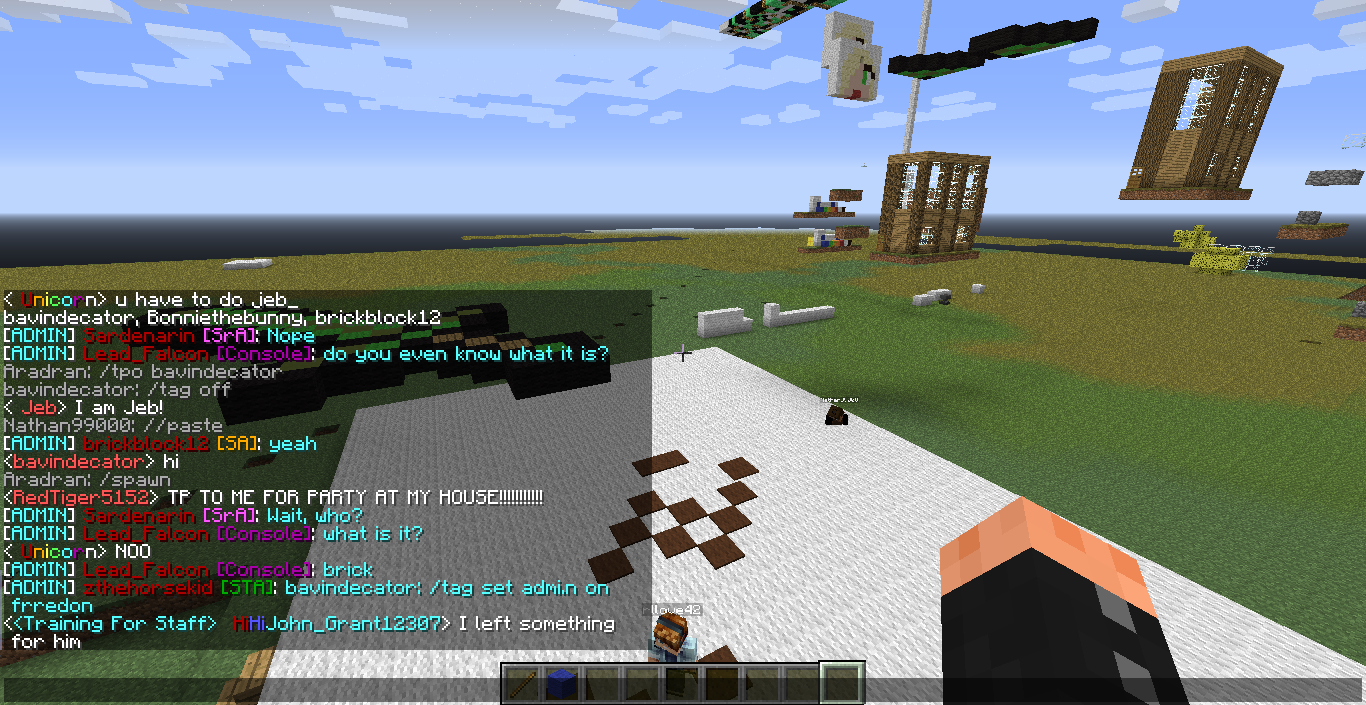 < Unicorn> u have to do jeb_
bavindecator, Bonniethebunny, brickblock12
[ADMIN] Sardenarin [SrA]: Nope
[ADMIN] Lead_Falcon [Console]: do you even know what it is?
Aradran: /tpo bavindecator
bavindecator: /tag off
< Jeb> I am Jeb!
Nathan99000: //paste
[ADMIN] brickblock12 [SA]: yeah
<bavindecator> hi
Aradran: /spawn
<RedTiger5152> TP TO ME FOR PARTY AT MY HOUSE!!!!!!!!!!
[ADMIN] Sardenarin [SrA]: Wait, who?
[ADMIN] Lead_Falcon [Console]: what is it?
< Unicorn> NOO
[ADMIN] Lead_Falcon [Console]: brick
[ADMIN] zthehorsekid [STA]: bavindecator: /tag set admi.n on
frredon
<<Training For Staff> HiHiJohn_Grant12307> I left something
for him